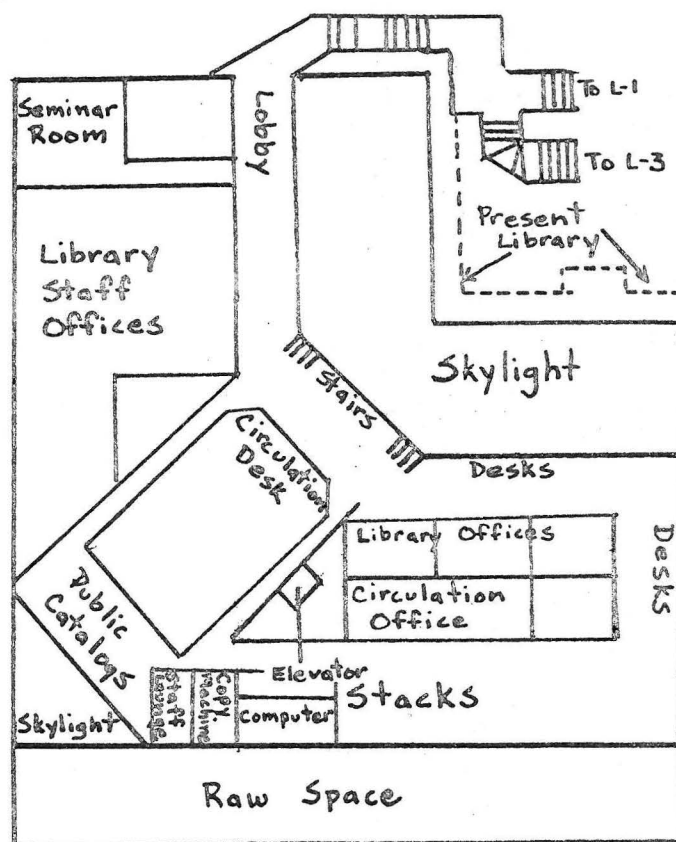 Seminar
Room
Lobby
To L-1
To L-3
Present
Library
Library
Staff
Offices
Skylight
Stairs
Circulation
Desk
Desks
Library Offices
Desks
Circulation
Office
Public
Catalogs
Elevator
Stacks
Staff
Lounge
Copy
Machine
Computer
Skylight
Raw Space